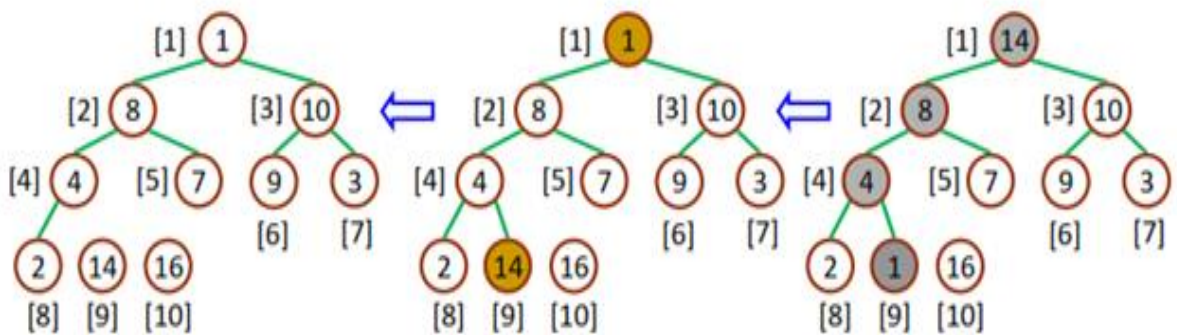 [1] 1 [1] 1 [1] 14
[2] 8 [3] 10 [2] 8 [3] 10 [2] 8 [3] 10
[4] 4 [5] 7 9 3 [4] 4 [5] 7 9 3 [4] 4 [5] 7 9 3
[6] [7] [6] [7] [6] [7]
2 14 16 2 14 16 2 1 16
[8] [9] [10] [8] [9] [10] [8] [9] [10]